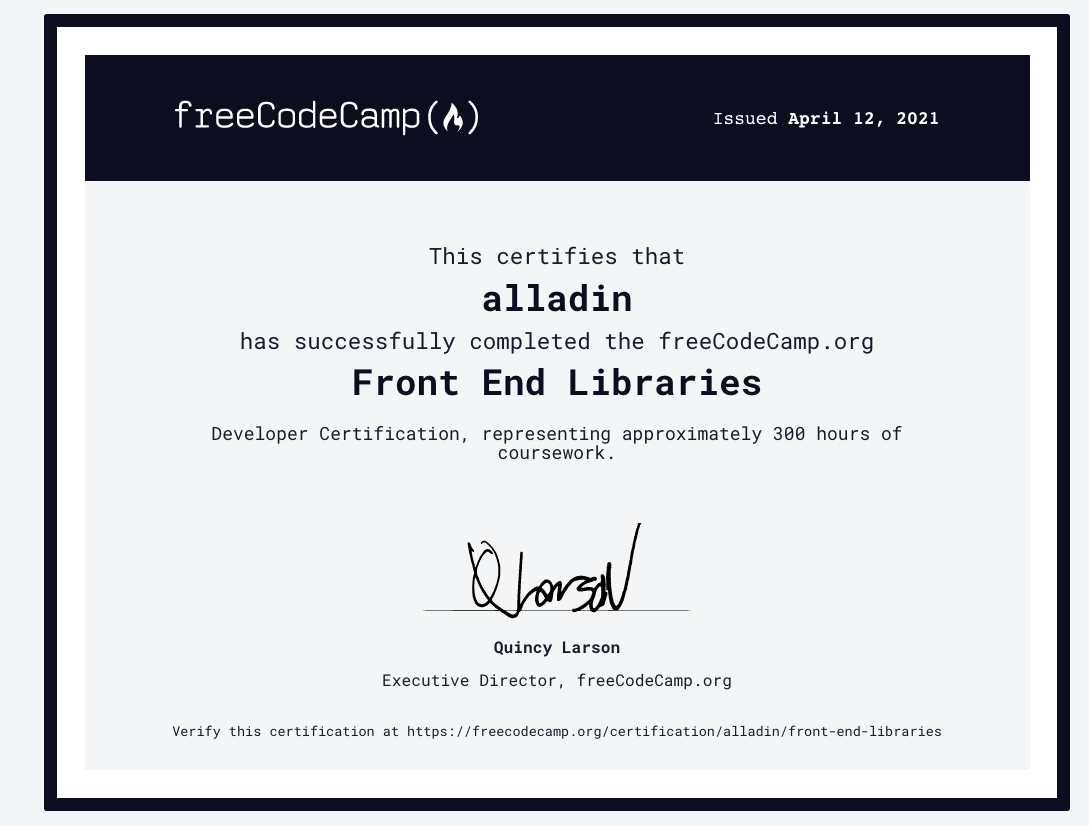 freeCodeCamp(🔥)
Issued April 12, 2021
This certifies that
alladin
has successfully completed the freeCodeCamp.org
Front End Libraries
Developer Certification, representing approximately 300 hours of
coursework.
Q Larson
Quincy Larson
Executive Director, freeCodeCamp.org
Verify this certification at https://freecodecamp.org/certification/alladin/front-end-libraries